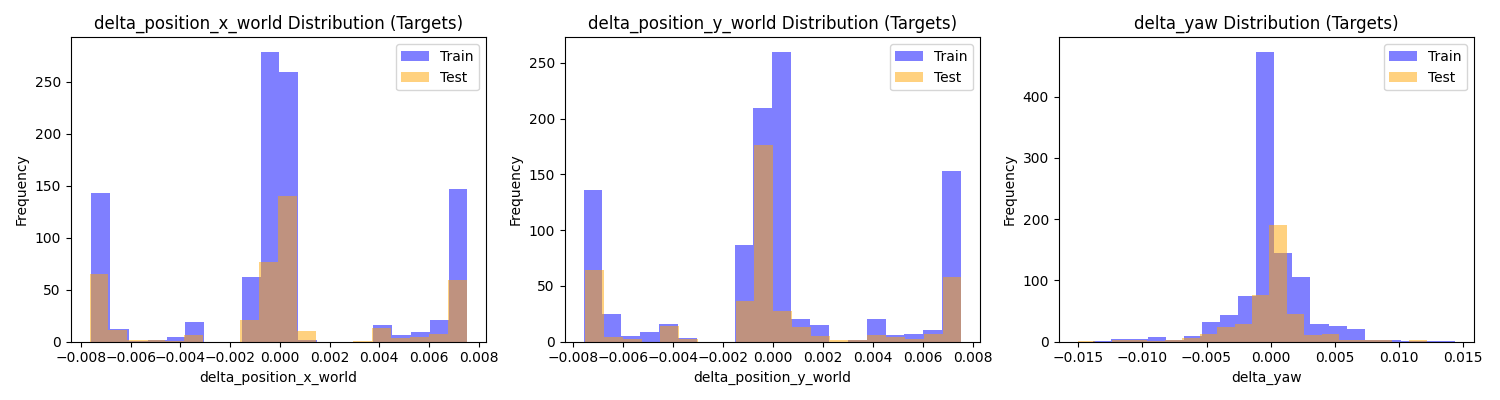 delta_position_x_world Distribution (Targets)
Frequency
250
200
150
100
50
0
−0.008 −0.006 −0.004 −0.002 0.000 0.002 0.004 0.006 0.008
delta_position_x_world
Train
Test
delta_position_y_world Distribution (Targets)
Frequency
250
200
150
100
50
0
−0.008 −0.006 −0.004 −0.002 0.000 0.002 0.004 0.006 0.008
delta_position_y_world
Train
Test
delta_yaw Distribution (Targets)
Frequency
400
300
200
100
0
−0.015 −0.010 −0.005 0.000 0.005 0.010 0.015
delta_yaw
Train
Test